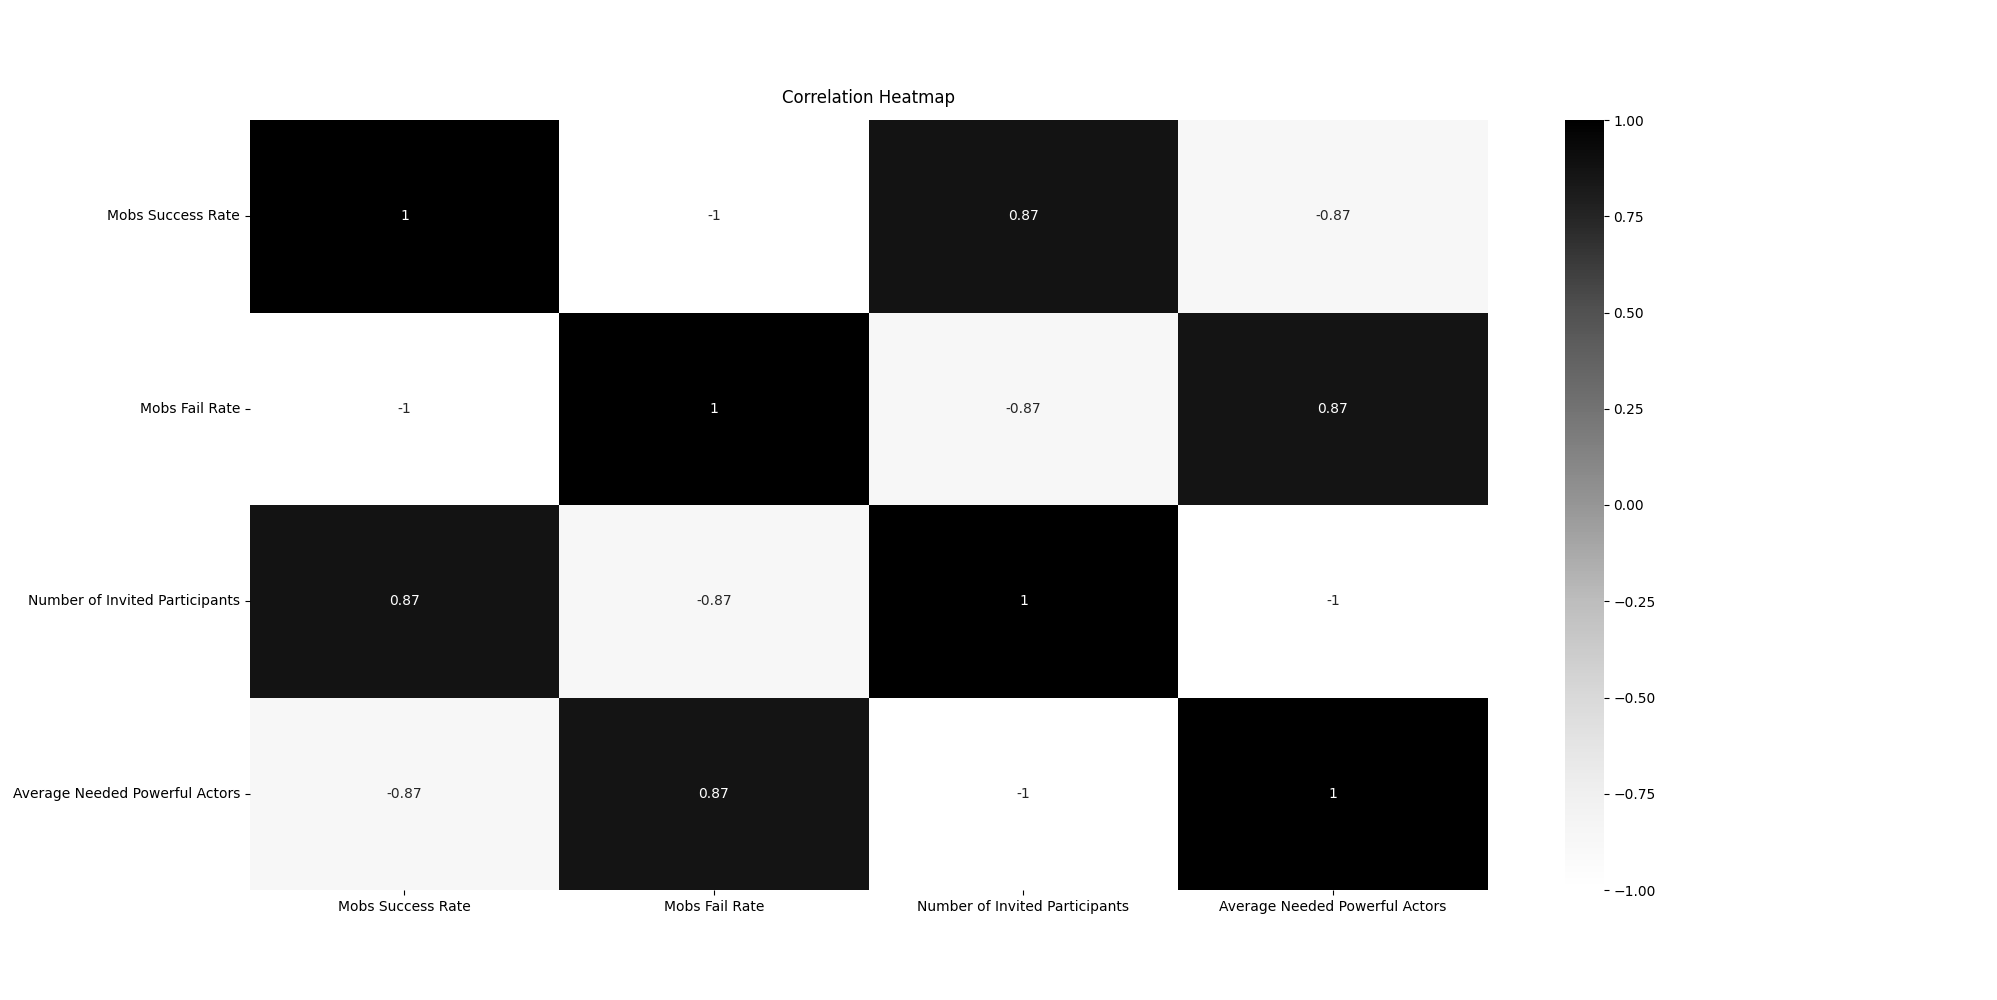 Correlation Heatmap
Mobs Success Rate
1
-1
0.87
-0.87
Mobs Fail Rate
-1
1
-0.87
0.87
Number of Invited Participants
0.87
-0.87
1
-1
Average Needed Powerful Actors
-0.87
0.87
-1
1
Mobs Success Rate
Mobs Fail Rate
Number of Invited Participants
Average Needed Powerful Actors
1.00
0.75
0.50
0.25
0.00
−0.25
−0.50
−0.75
−1.00